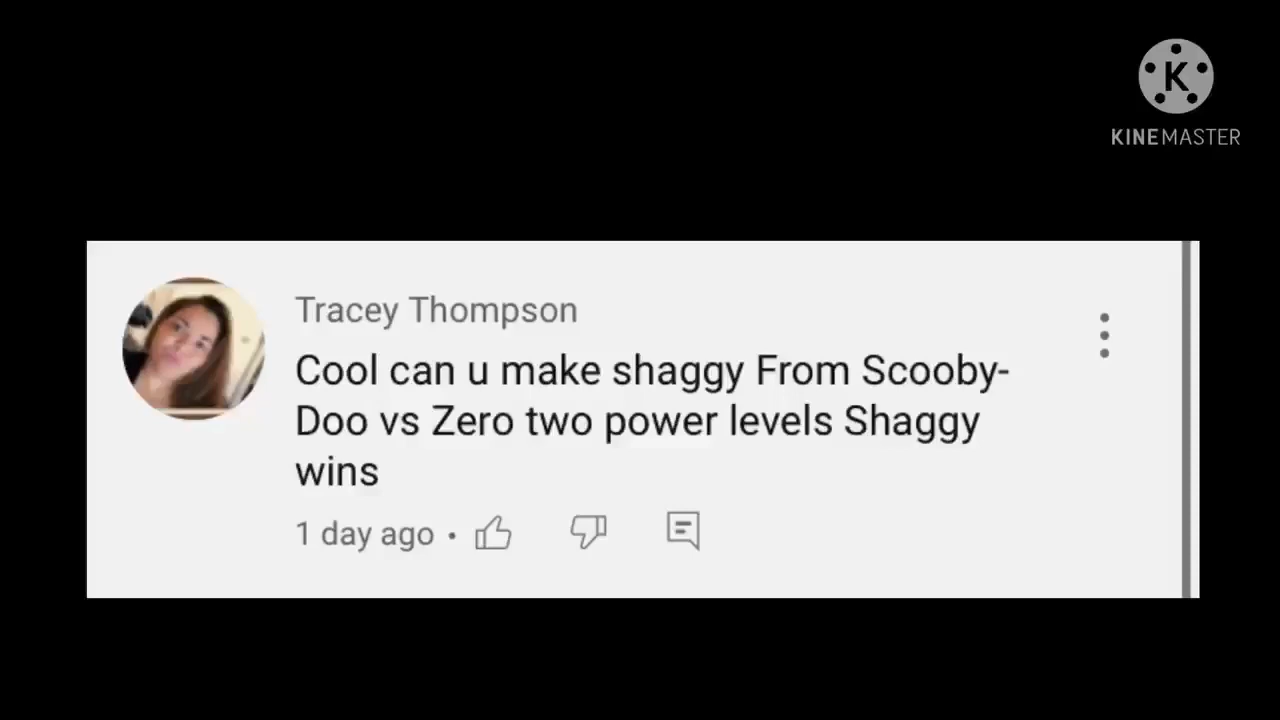 K
KINEMASTER
Tracey Thompson
Cool can u make shaggy From Scooby-
Doo vs Zero two power levels Shaggy
wins
1 day ago •